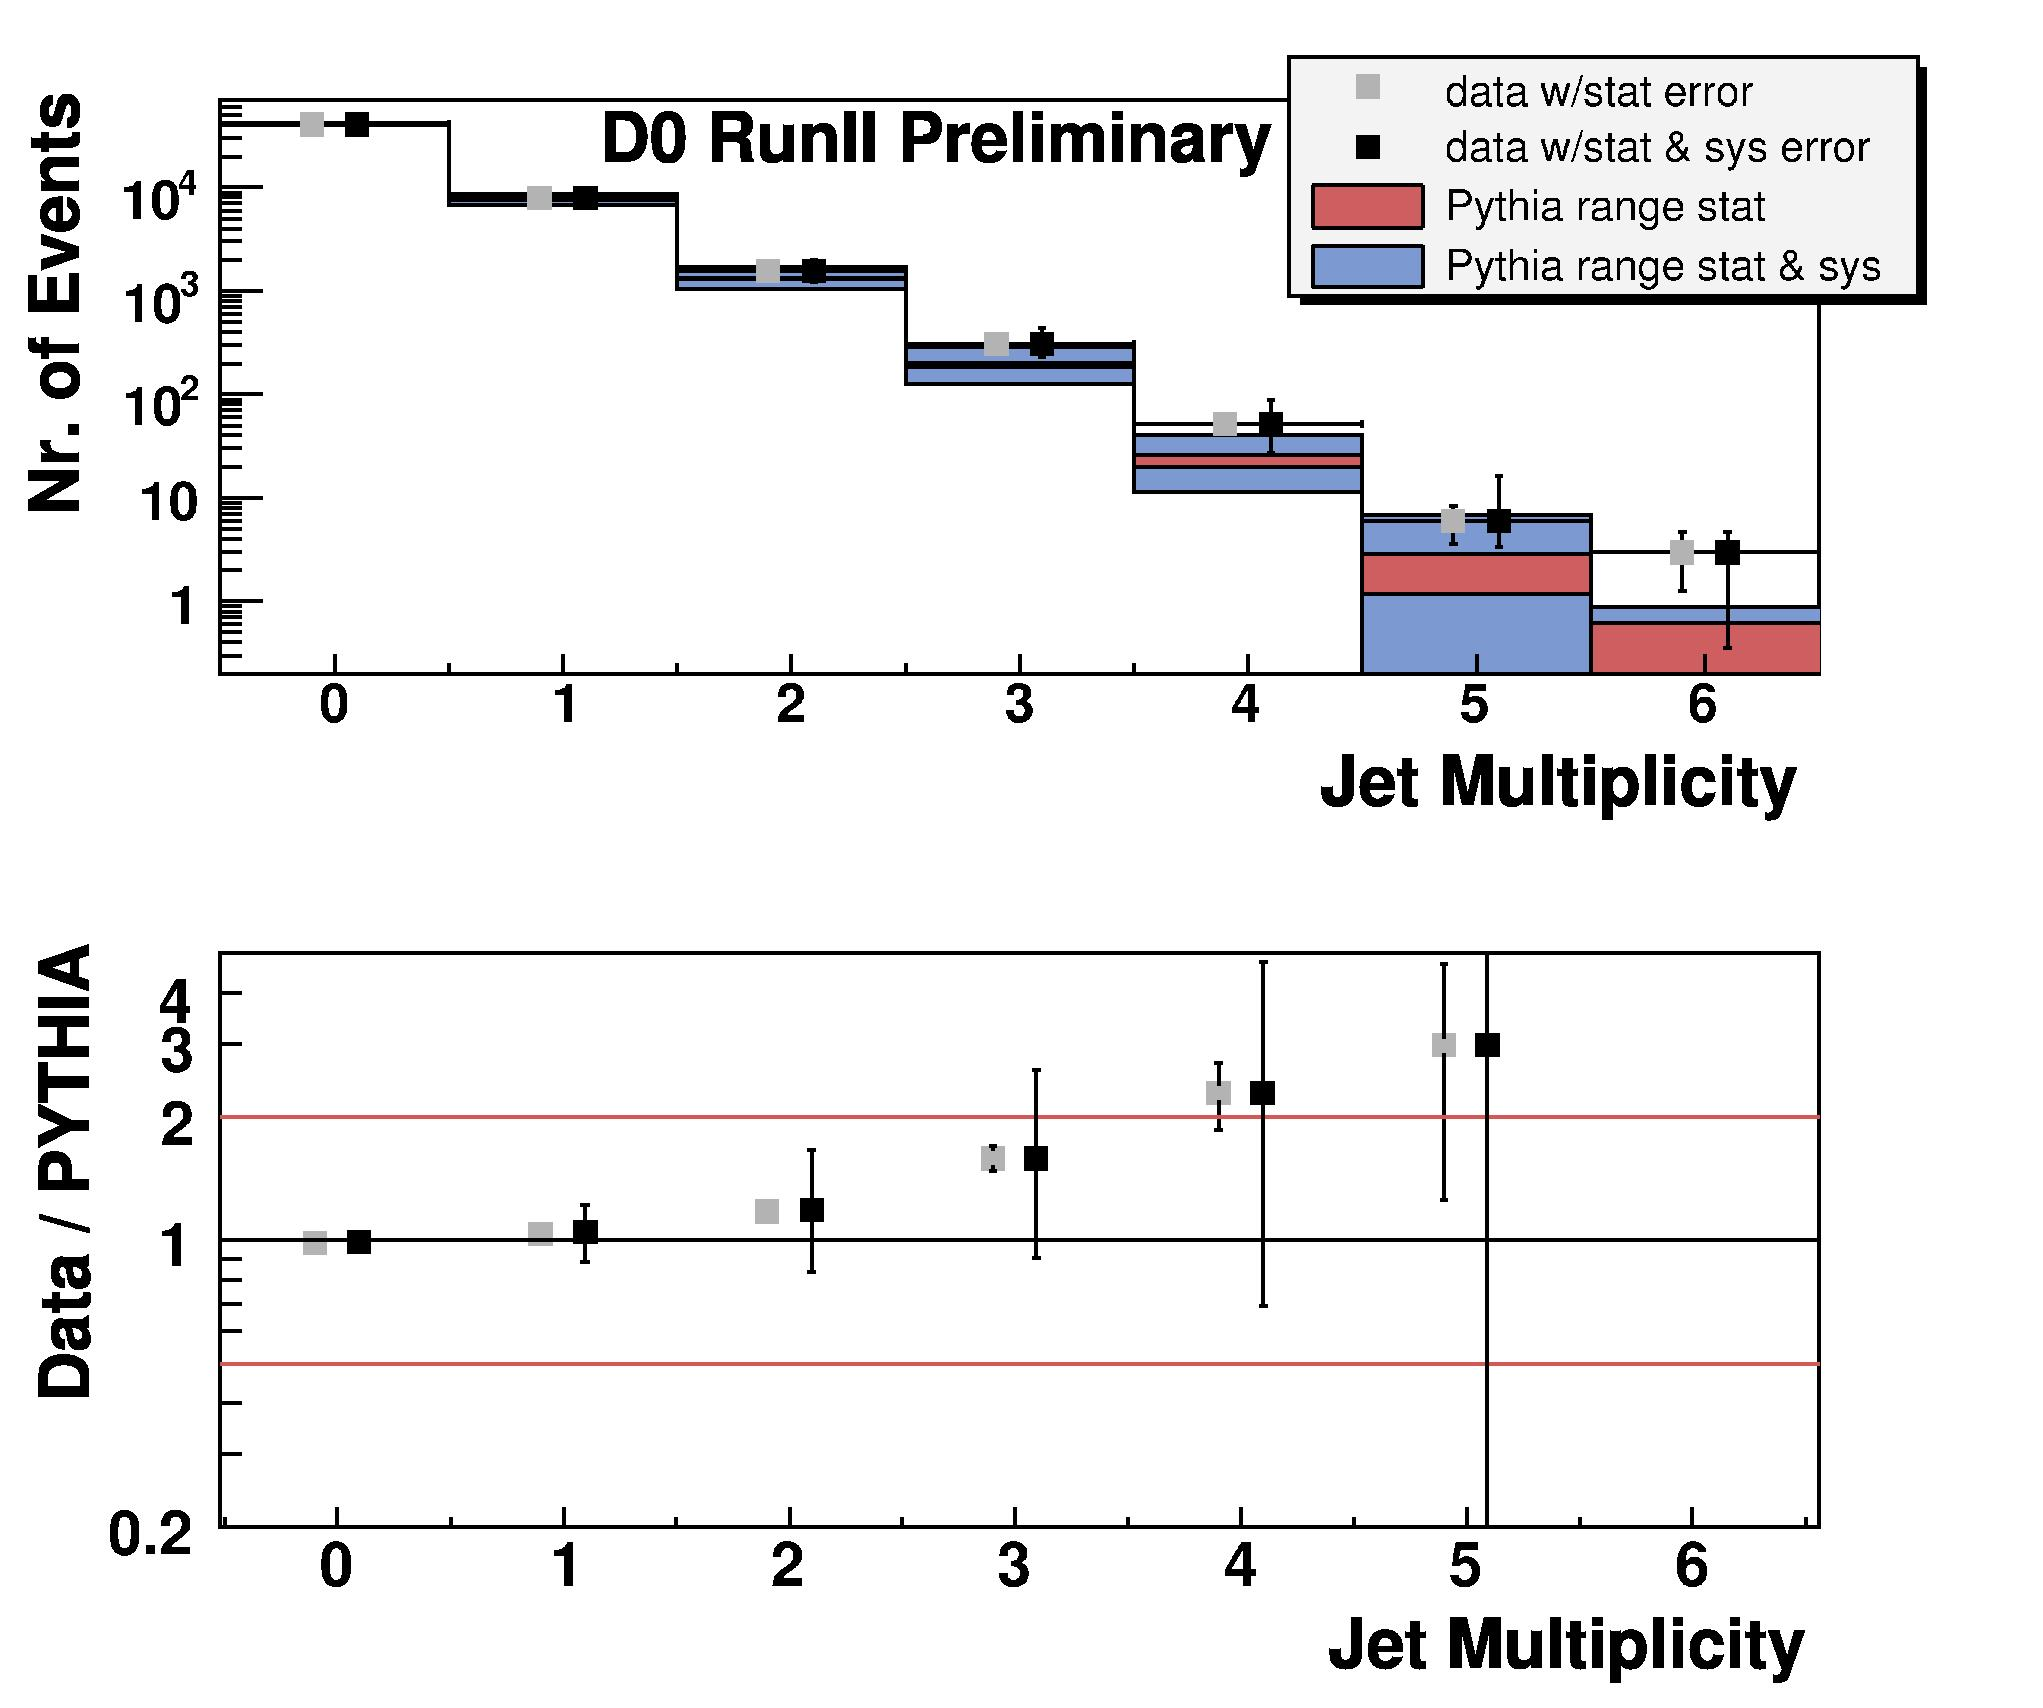 D0 RunII Preliminary
data w/stat error
data w/stat & sys error
Pythia range stat
Pythia range stat & sys
Nr. of Events
10⁴
10³
10²
10
1
0 1 2 3 4 5 6
Jet Multiplicity
Data / PYTHIA
4
3
2
1
0.2
0 1 2 3 4 5 6
Jet Multiplicity